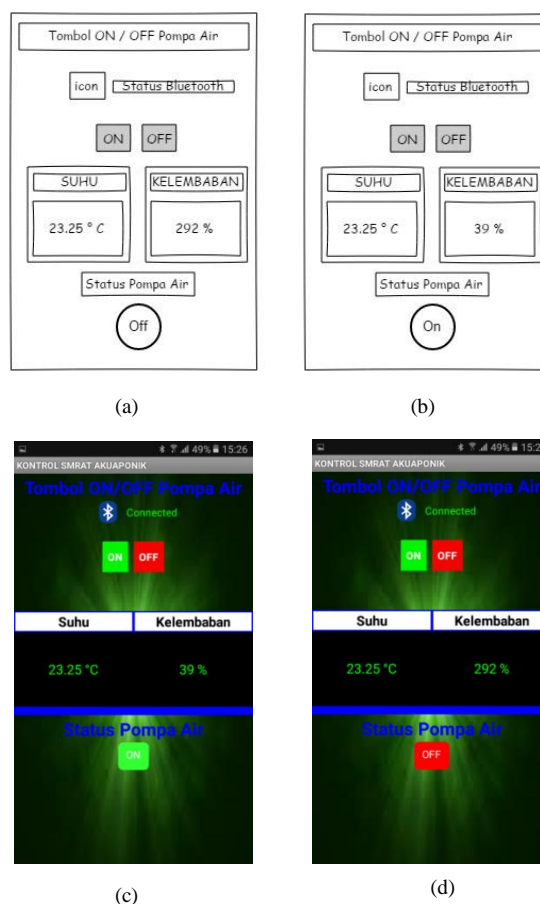 Tombol ON / OFF Pompa Air
icon Status Bluetooth
ON OFF
SUHU KELEMBABAN
23.25 ° C 292 %
Status Pompa Air
Off
(a)
Tombol ON / OFF Pompa Air
icon Status Bluetooth
ON OFF
SUHU KELEMBABAN
23.25 ° C 39 %
Status Pompa Air
On
(b)
49% 15:26
KONTROL SMRAT AKUAPONIK
Tombol ON/OFF Pompa Air
Connected
ON OFF
Suhu Kelembaban
23.25 °C 39 %
Status Pompa Air
ON
(c)
49% 15:2
KONTROL SMRAT AKUAPONIK
Tombol ON/OFF Pompa Air
Connected
ON OFF
Suhu Kelembaban
23.25 °C 292 %
Status Pompa Air
OFF
(d)